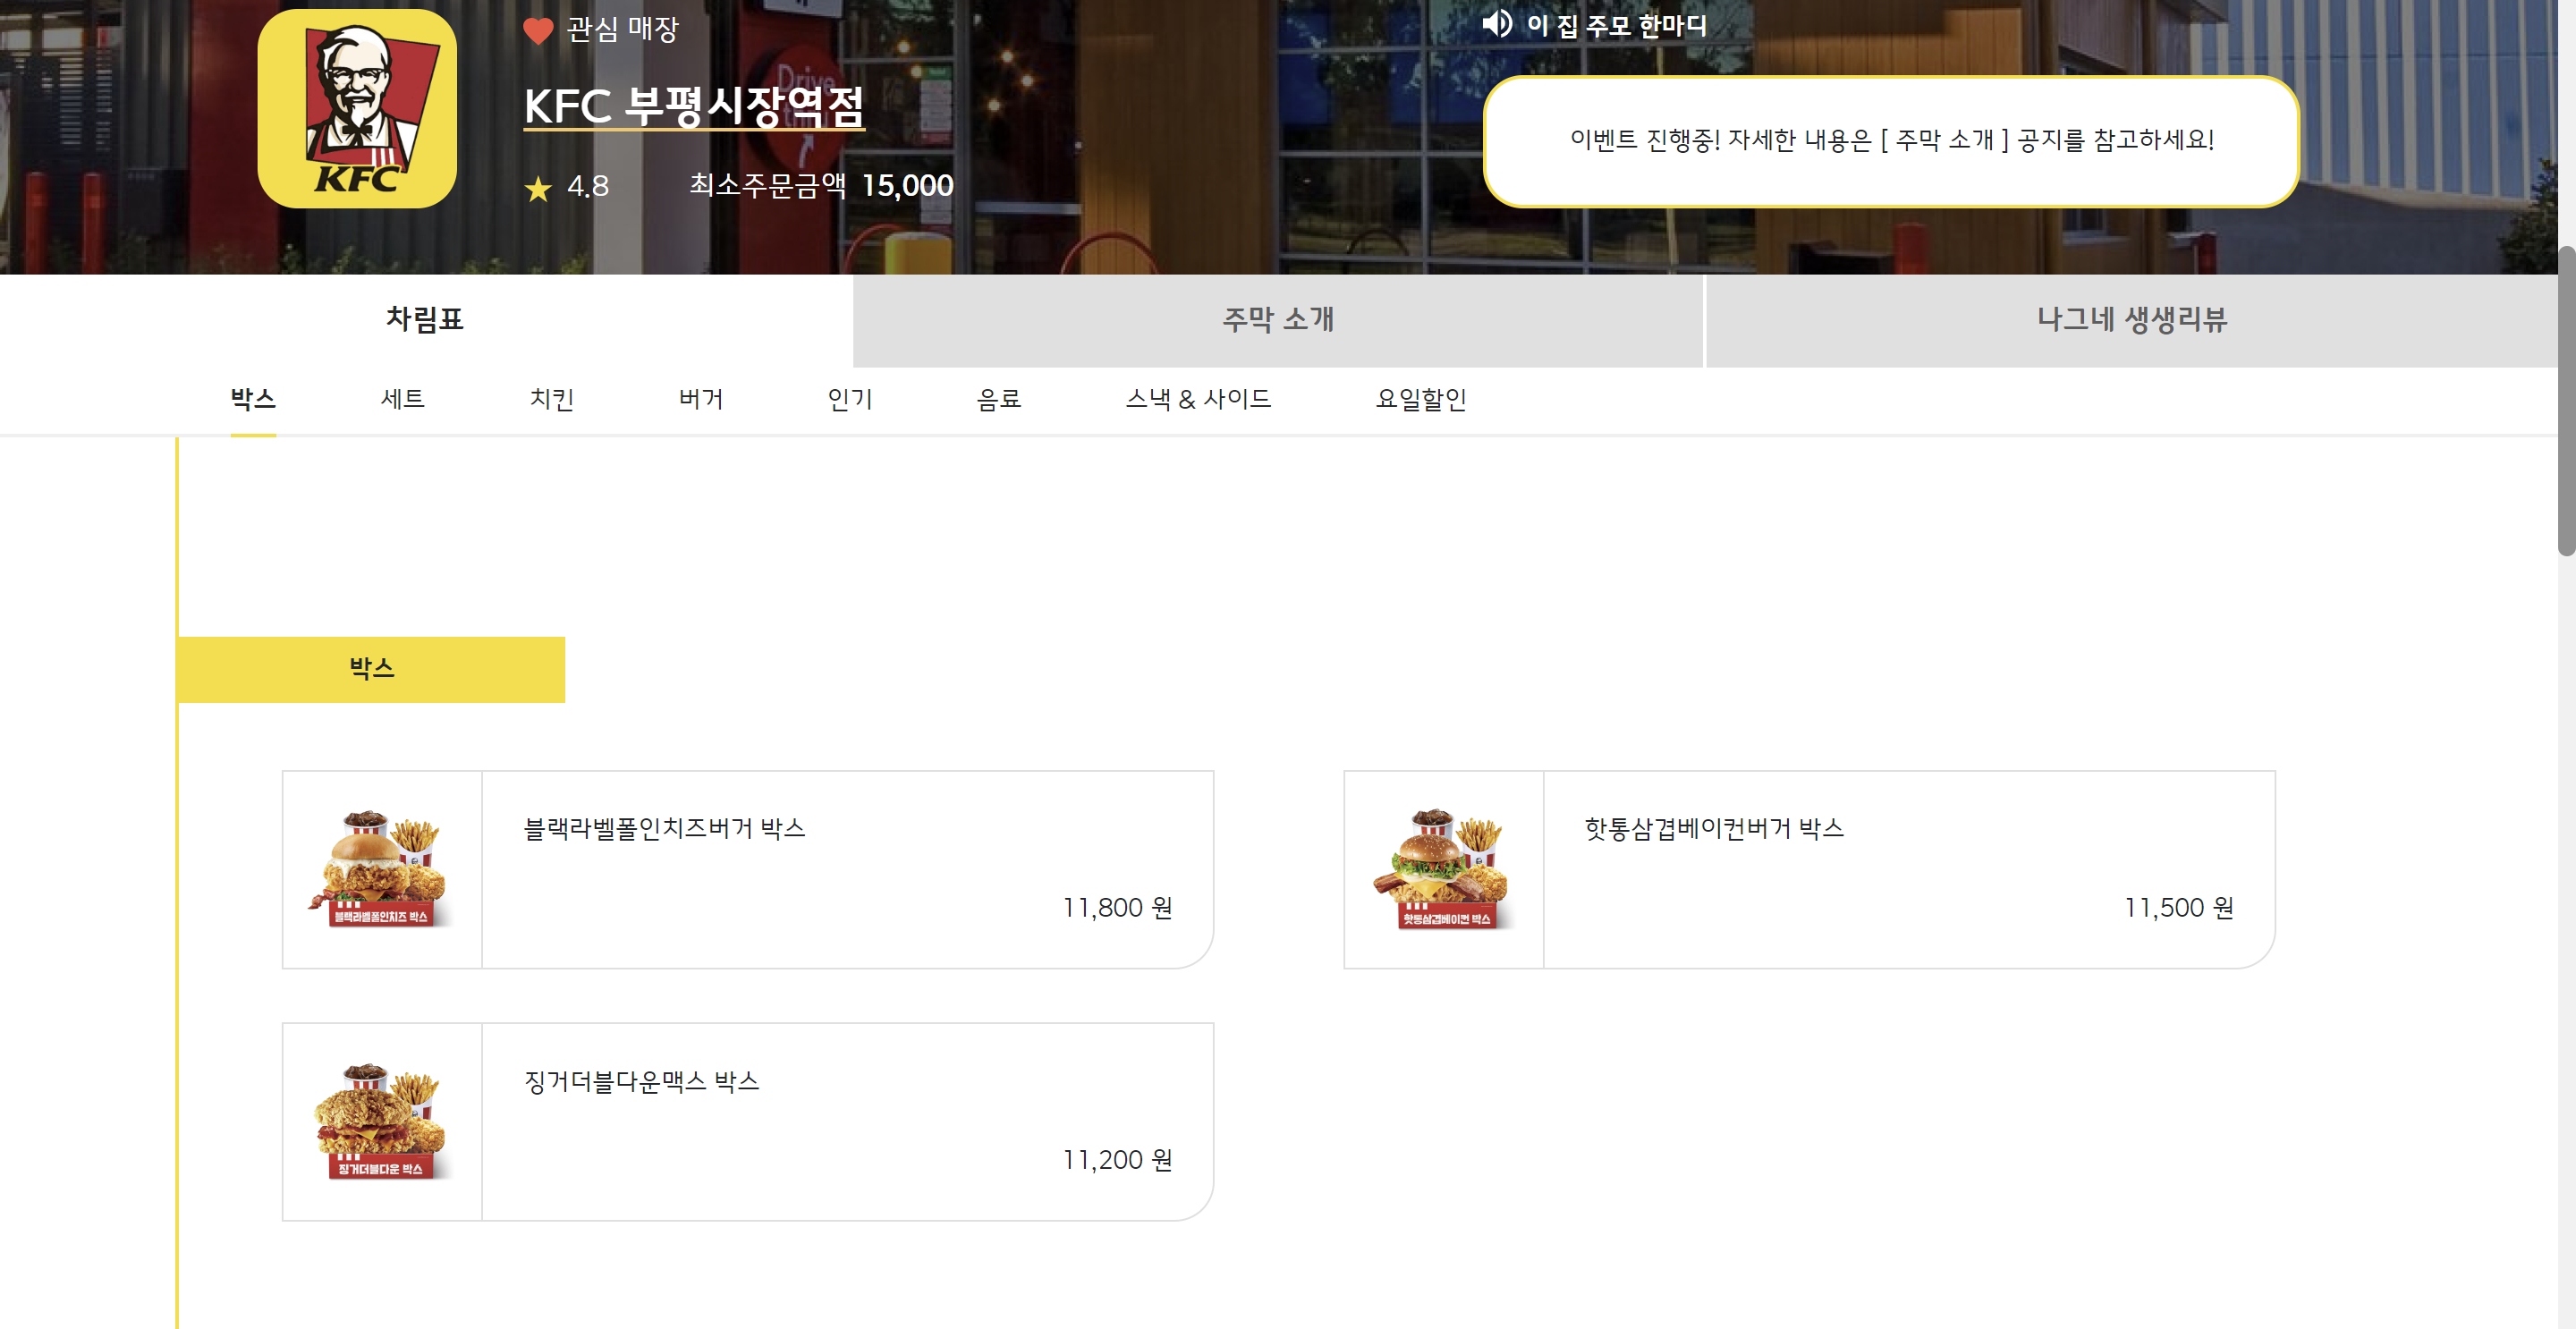 KFC
관심 매장
KFC 부평시장역점
4.8 최소주문금액 15,000
Drive
이 집 주모 한마디
이벤트 진행중! 자세한 내용은 [ 주막 소개 ] 공지를 참고하세요!
차림표 주막 소개 나그네 생생리뷰
박스 세트 치킨 버거 인기 음료 스낵 & 사이드 요일할인
박스
블랙라벨폴인치즈버거 박스
11,800 원
블랙라벨폴인치즈 박스
핫통삼겹베이컨버거 박스
11,500 원
핫통삼겹베이컨 박스
징거더블다운맥스 박스
11,200 원
징거더블다운 박스